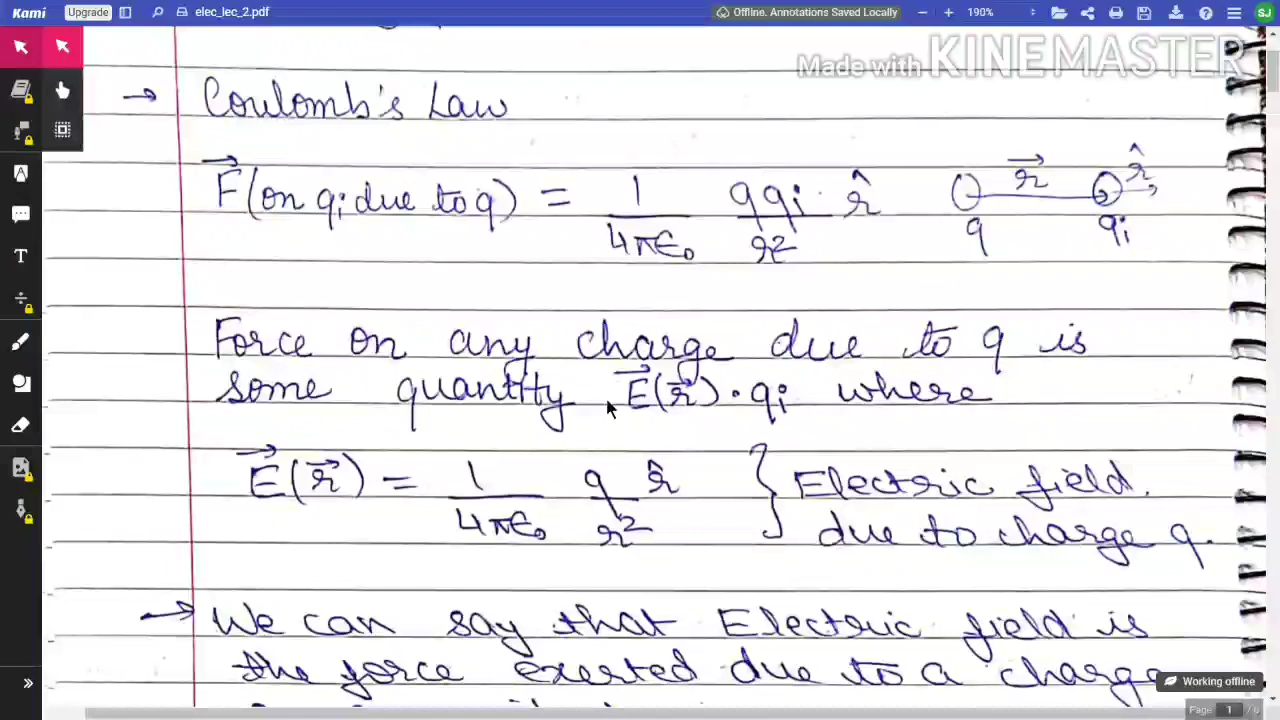 Kami Upgrade elec_lec_2.pdf Offline. Annotations Saved Locally 190% SJ
Made with KINEMASTER
→ Coulomb's Law
F⃗(on qi due to q) = 1/4πε₀ qqi/r² · r̂
r⃗ r̂
q qi
Force on any charge due to q is
some quantity E⃗(r⃗)·qi where
E⃗(r⃗) = 1/4πε₀ q/r² r̂ } Electric field
due to charge q.
→ We can say that Electric field is
the force exerted due to a charge
Working offline
Page 1